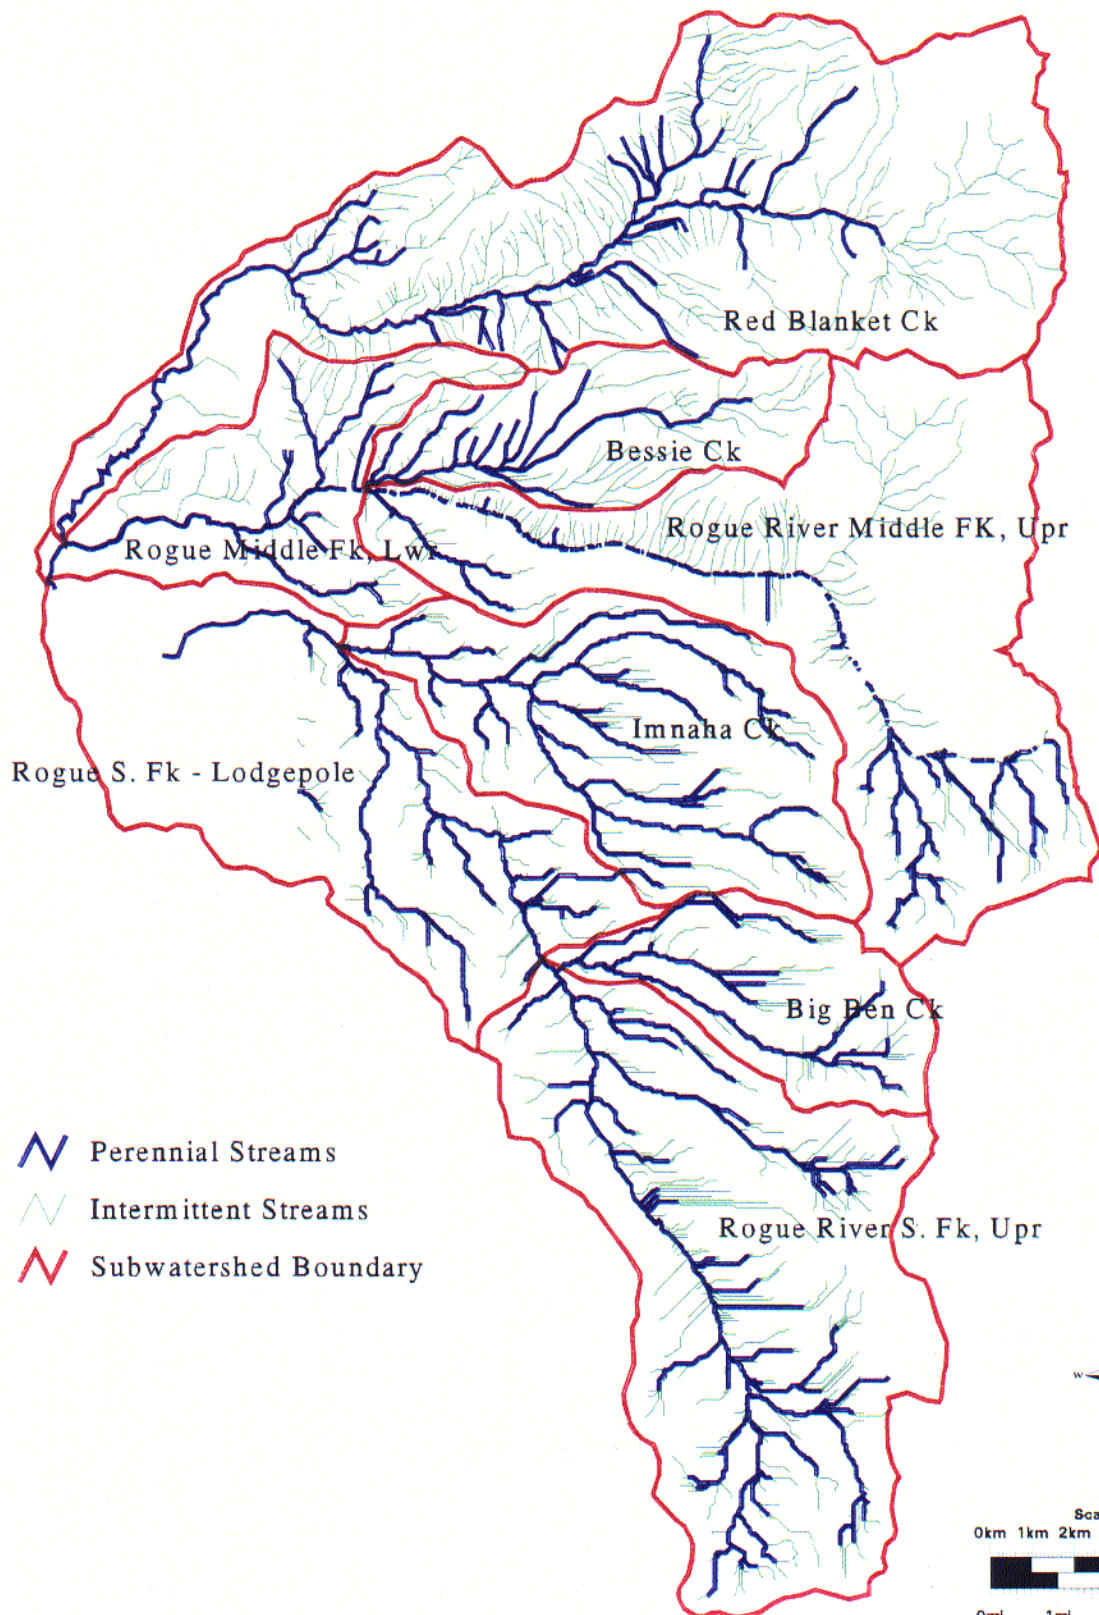 Red Blanket Ck
Bessie Ck
Rogue River Middle FK, Upr
Rogue Middle Fk, Lwr
Imnaha Ck
Rogue S. Fk - Lodgepole
Big Ben Ck
Perennial Streams
Intermittent Streams
Subwatershed Boundary
Rogue River S. Fk, Upr
W
0km 1km 2km